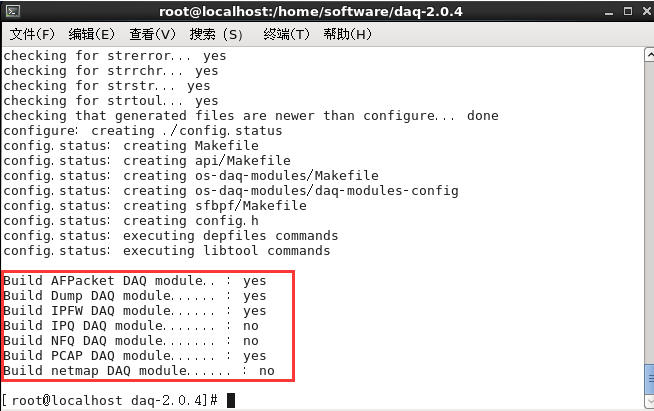 root@localhost:/home/software/daq-2.0.4
文件(F) 编辑(E) 查看(V) 搜索 (S) 终端(T) 帮助(H)
checking for strerror... yes
checking for strrchr... yes
checking for strstr... yes
checking for strtoul... yes
checking that generated files are newer than configure... done
configure: creating ./config.status
config.status: creating Makefile
config.status: creating api/Makefile
config.status: creating os-daq-modules/Makefile
config.status: creating os-daq-modules/daq-modules-config
config.status: creating sfbpf/Makefile
config.status: creating config.h
config.status: executing depfiles commands
config.status: executing libtool commands
Build AFPacket DAQ module.. : yes
Build Dump DAQ module...... : yes
Build IPFW DAQ module...... : yes
Build IPQ DAQ module....... : no
Build NFQ DAQ module....... : no
Build PCAP DAQ module...... : yes
Build netmap DAQ module...... : no
[root@localhost daq-2.0.4]#